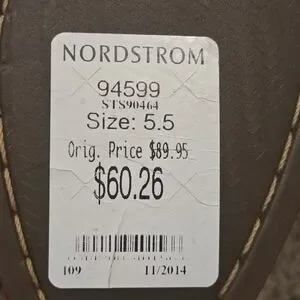 NORDSTROM
94599
STS90464
Size: 5.5
Orig. Price $89.95
$60.26
109 11/2014